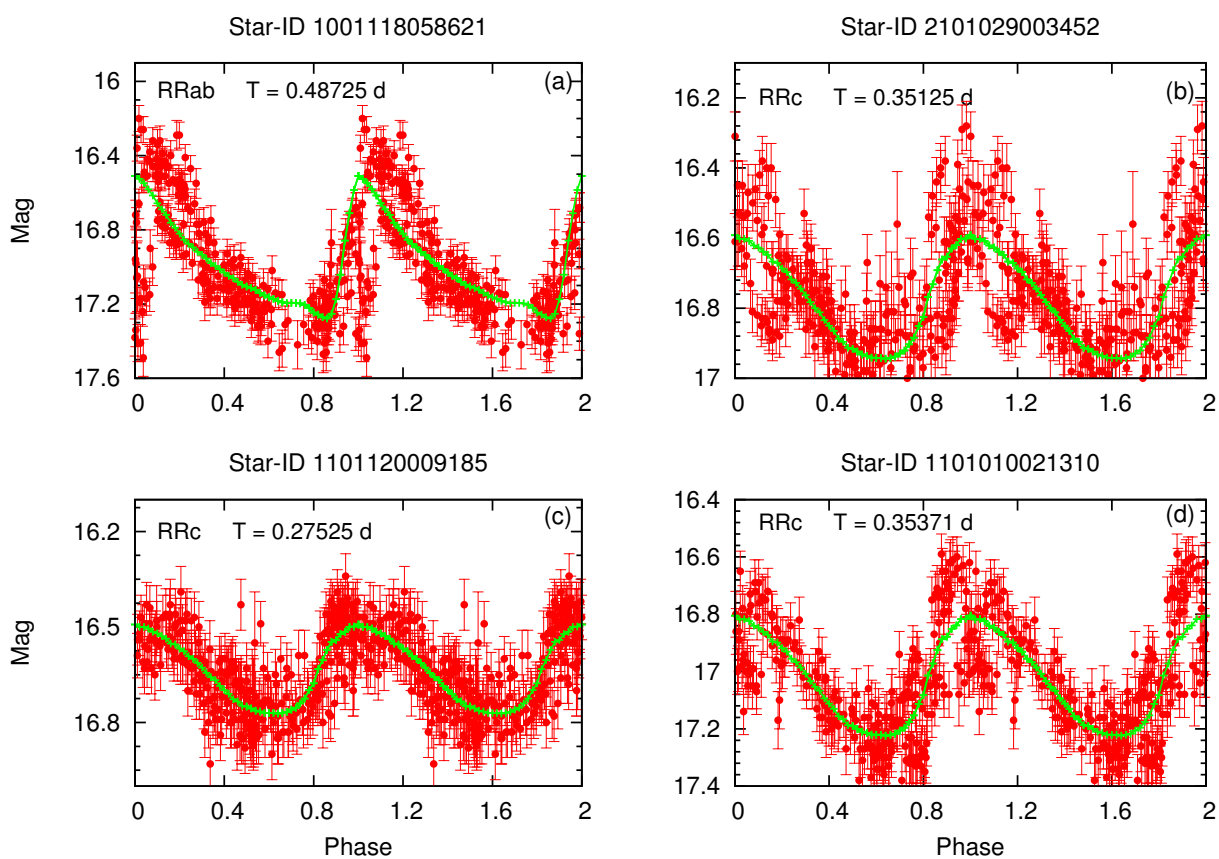 Star-ID 1001118058621
RRab T = 0.48725 d (a)
Mag
16
16.4
16.8
17.2
17.6
0 0.4 0.8 1.2 1.6 2
Star-ID 2101029003452
RRc T = 0.35125 d (b)
16.2
16.4
16.6
16.8
17
0 0.4 0.8 1.2 1.6 2
Star-ID 1101120009185
RRc T = 0.27525 d (c)
Mag
16.2
16.5
16.8
0 0.4 0.8 1.2 1.6 2
Phase
Star-ID 1101010021310
RRc T = 0.35371 d (d)
16.4
16.6
16.8
17
17.2
17.4
0 0.4 0.8 1.2 1.6 2
Phase